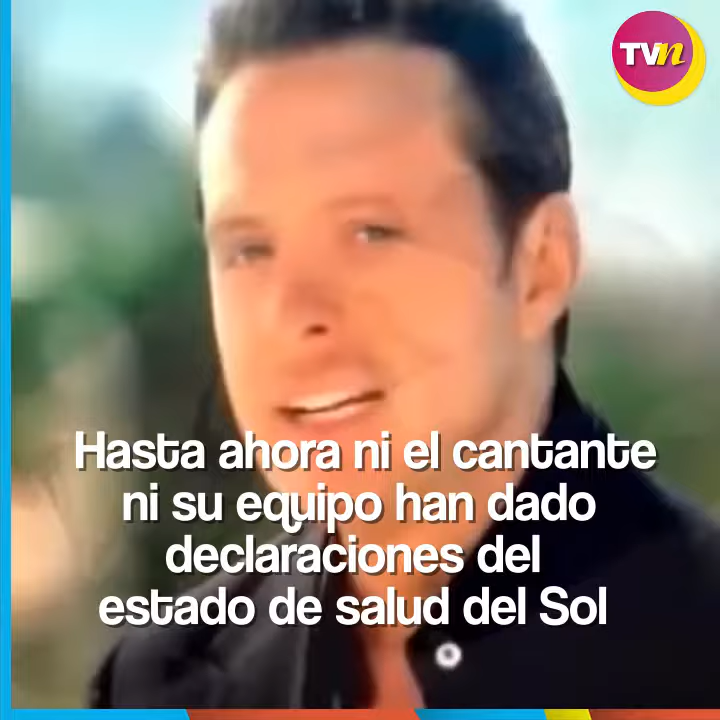 TVn
Hasta ahora ni el cantante
ni su equipo han dado
declaraciones del
estado de salud del Sol